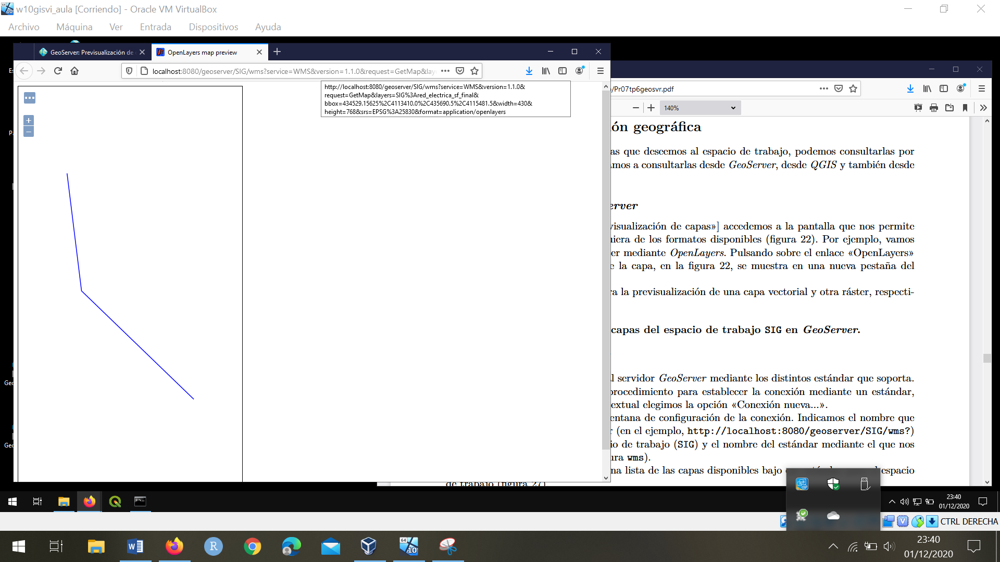 w10gisvi_aula [Corriendo] - Oracle VM VirtualBox
Archivo Máquina Ver Entrada Dispositivos Ayuda
GeoServer: Previsualización de
OpenLayers map preview
localhost:8080/geoserver/SIG/wms?service=WMS&version=1.1.0&request=GetMap&lay
http://localhost:8080/geoserver/SIG/wms?service=WMS&version=1.1.0&
request=GetMap&layers=SIG%3Ared_electrica_sf_final&
bbox=434529.15625%2C4113410.0%2C435690.5%2C4115481.5&width=430&
height=768&srs=EPSG%3A25830&format=application/openlayers
/Pr07tp6geosvr.pdf
140%
ión geográfica
as que deseemos al espacio de trabajo, podemos consultarlas por
amos a consultarlas desde GeoServer, desde QGIS y también desde
erver
visualización de capas»] accedemos a la pantalla que nos permite
uiera de los formatos disponibles (figura 22). Por ejemplo, vamos
er mediante OpenLayers. Pulsando sobre el enlace «OpenLayers»
e la capa, en la figura 22, se muestra en una nueva pestaña del
ra la previsualización de una capa vectorial y otra ráster, respecti-
capas del espacio de trabajo SIG en GeoServer.
al servidor GeoServer mediante los distintos estándar que soporta.
procedimiento para establecer la conexión mediante un estándar,
extual elegimos la opción «Conexión nueva...».
entana de configuración de la conexión. Indicamos el nombre que
r (en el ejemplo, http://localhost:8080/geoserver/SIG/wms?)
io de trabajo (SIG) y el nombre del estándar mediante el que nos
ura wms).
na lista de las capas disponibles bajo espacio
de trabajo (figura 27)
Es
P
Geo
Geo
23:40
01/12/2020
CTRL DERECHA
64
10
23:40
01/12/2020